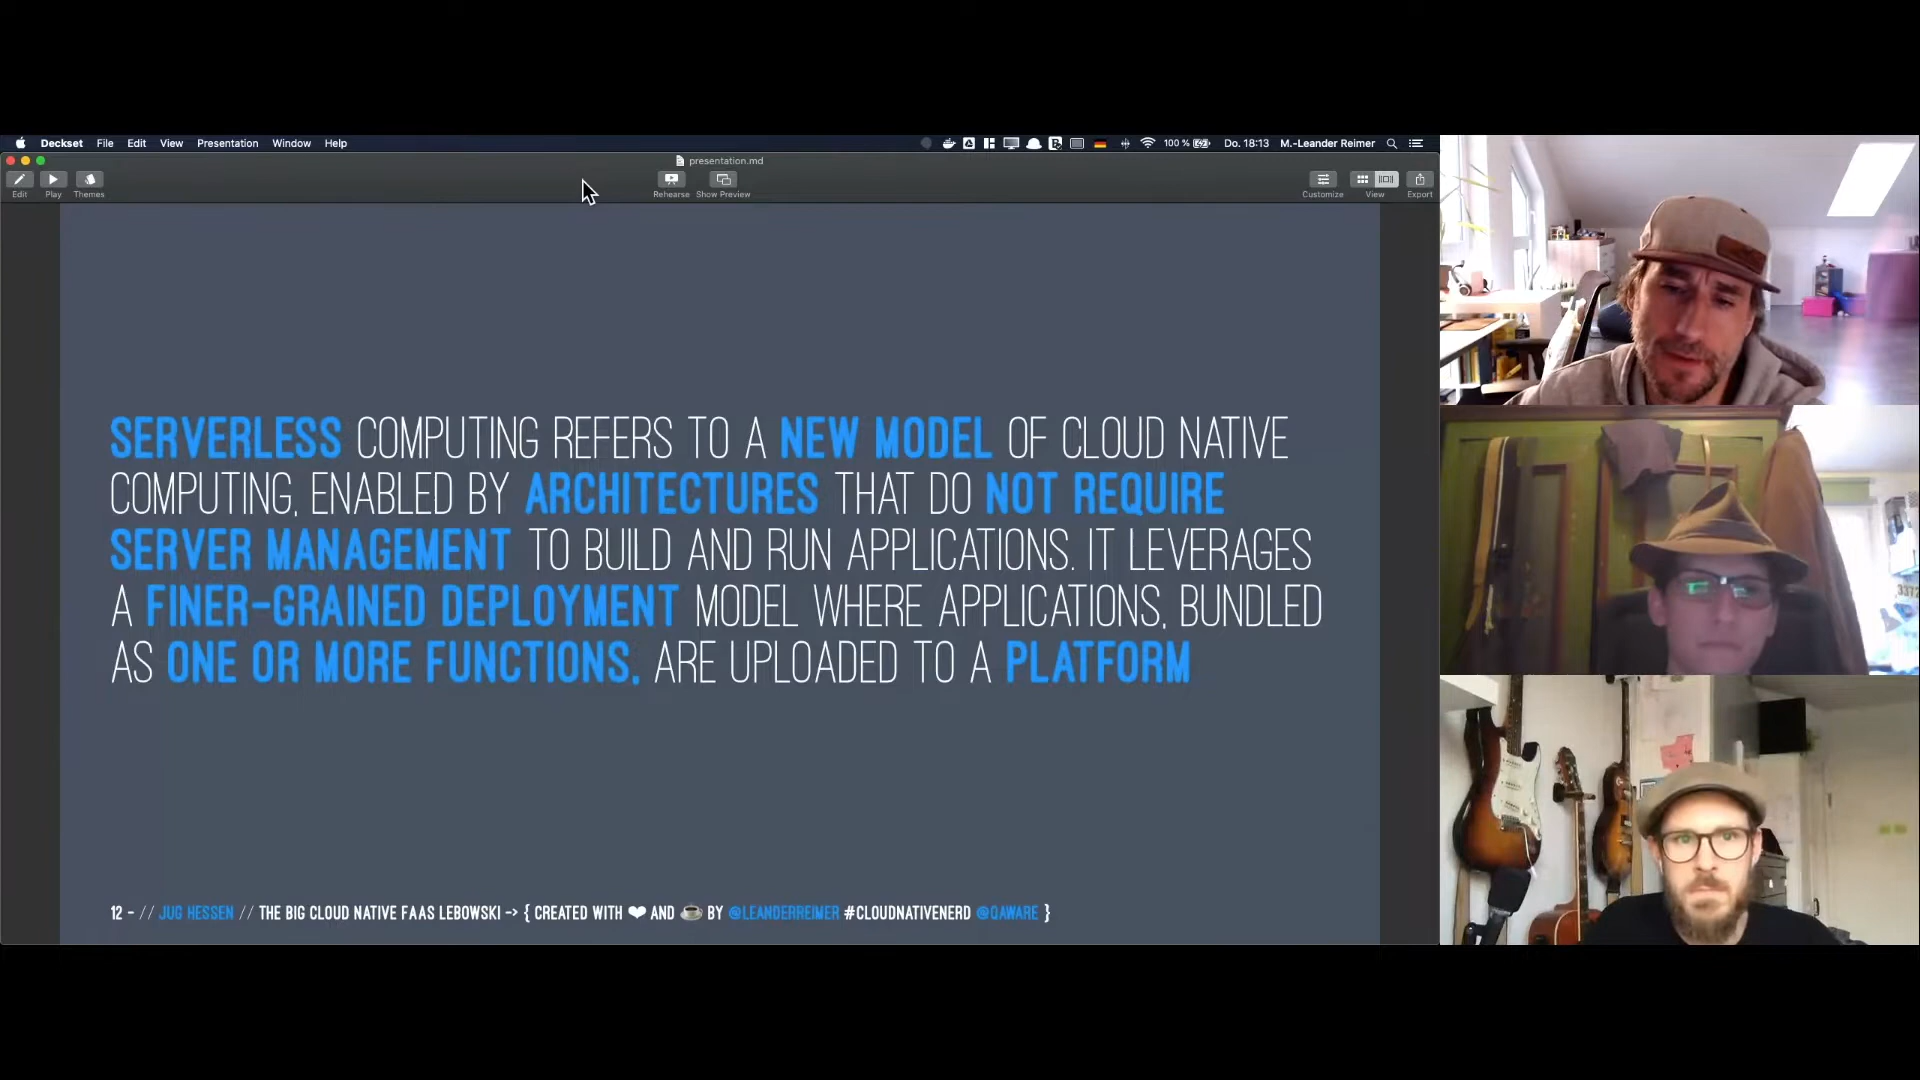 Deckset File Edit View Presentation Window Help 100 % Do. 18:13 M.-Leander Reimer
presentation.md
Edit Play Themes Rehearse Show Preview Customize View Export
SERVERLESS COMPUTING REFERS TO A NEW MODEL OF CLOUD NATIVE
COMPUTING, ENABLED BY ARCHITECTURES THAT DO NOT REQUIRE
SERVER MANAGEMENT TO BUILD AND RUN APPLICATIONS. IT LEVERAGES
A FINER-GRAINED DEPLOYMENT MODEL WHERE APPLICATIONS, BUNDLED
AS ONE OR MORE FUNCTIONS, ARE UPLOADED TO A PLATFORM
12 - // JUG HESSEN // THE BIG CLOUD NATIVE FAAS LEBOWSKI -> { CREATED WITH ❤ AND ☕ BY @LEANDERREIMER #CLOUDNATIVENERD @QAWARE }